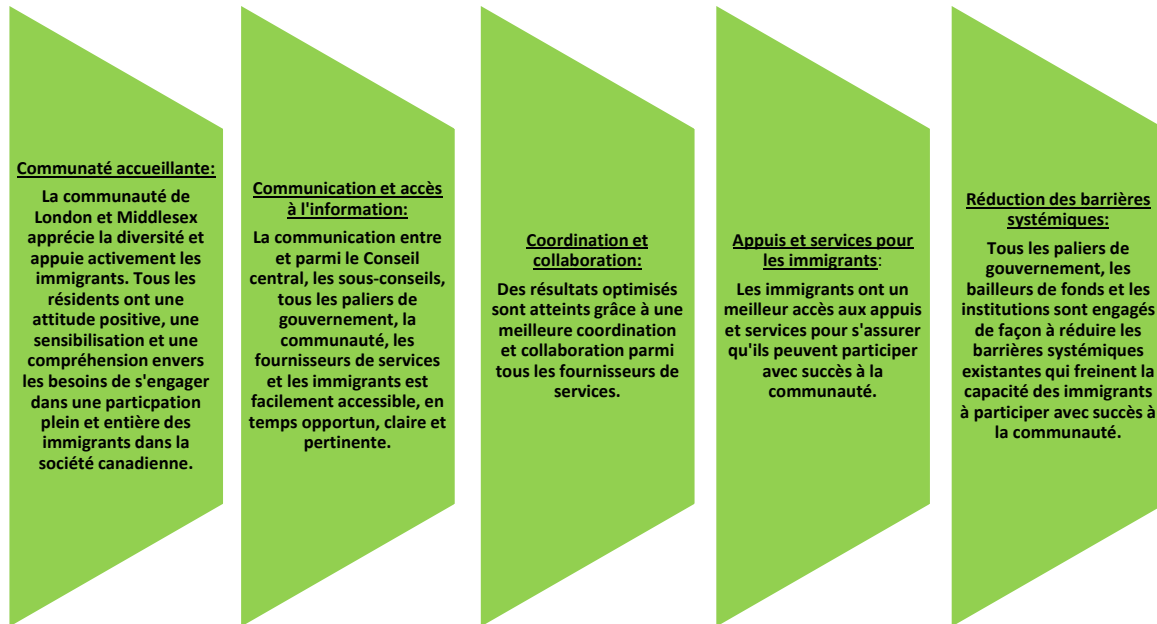 Communaté accueillante:
La communauté de
London et Middlesex
apprécie la diversité et
appuie activement les
immigrants. Tous les
résidents ont une
attitude positive, une
sensibilisation et une
compréhension envers
les besoins de s'engager
dans une particpation
plein et entière des
immigrants dans la
société canadienne.
Communication et accès
à l'information:
La communication entre
et parmi le Conseil
central, les sous-conseils,
tous les paliers de
gouvernement, la
communauté, les
fournisseurs de services
et les immigrants est
facilement accessible, en
temps opportun, claire et
pertinente.
Coordination et
collaboration:
Des résultats optimisés
sont atteints grâce à une
meilleure coordination
et collaboration parmi
tous les fournisseurs de
services.
Appuis et services pour
les immigrants:
Les immigrants ont un
meilleur accès aux appuis
et services pour s'assurer
qu'ils peuvent participer
avec succès à la
communauté.
Réduction des barrières
systémiques:
Tous les paliers de
gouvernement, les
bailleurs de fonds et les
institutions sont engagés
de façon à réduire les
barrières systémiques
existantes qui freinent la
capacité des immigrants
à participer avec succès à
la communauté.